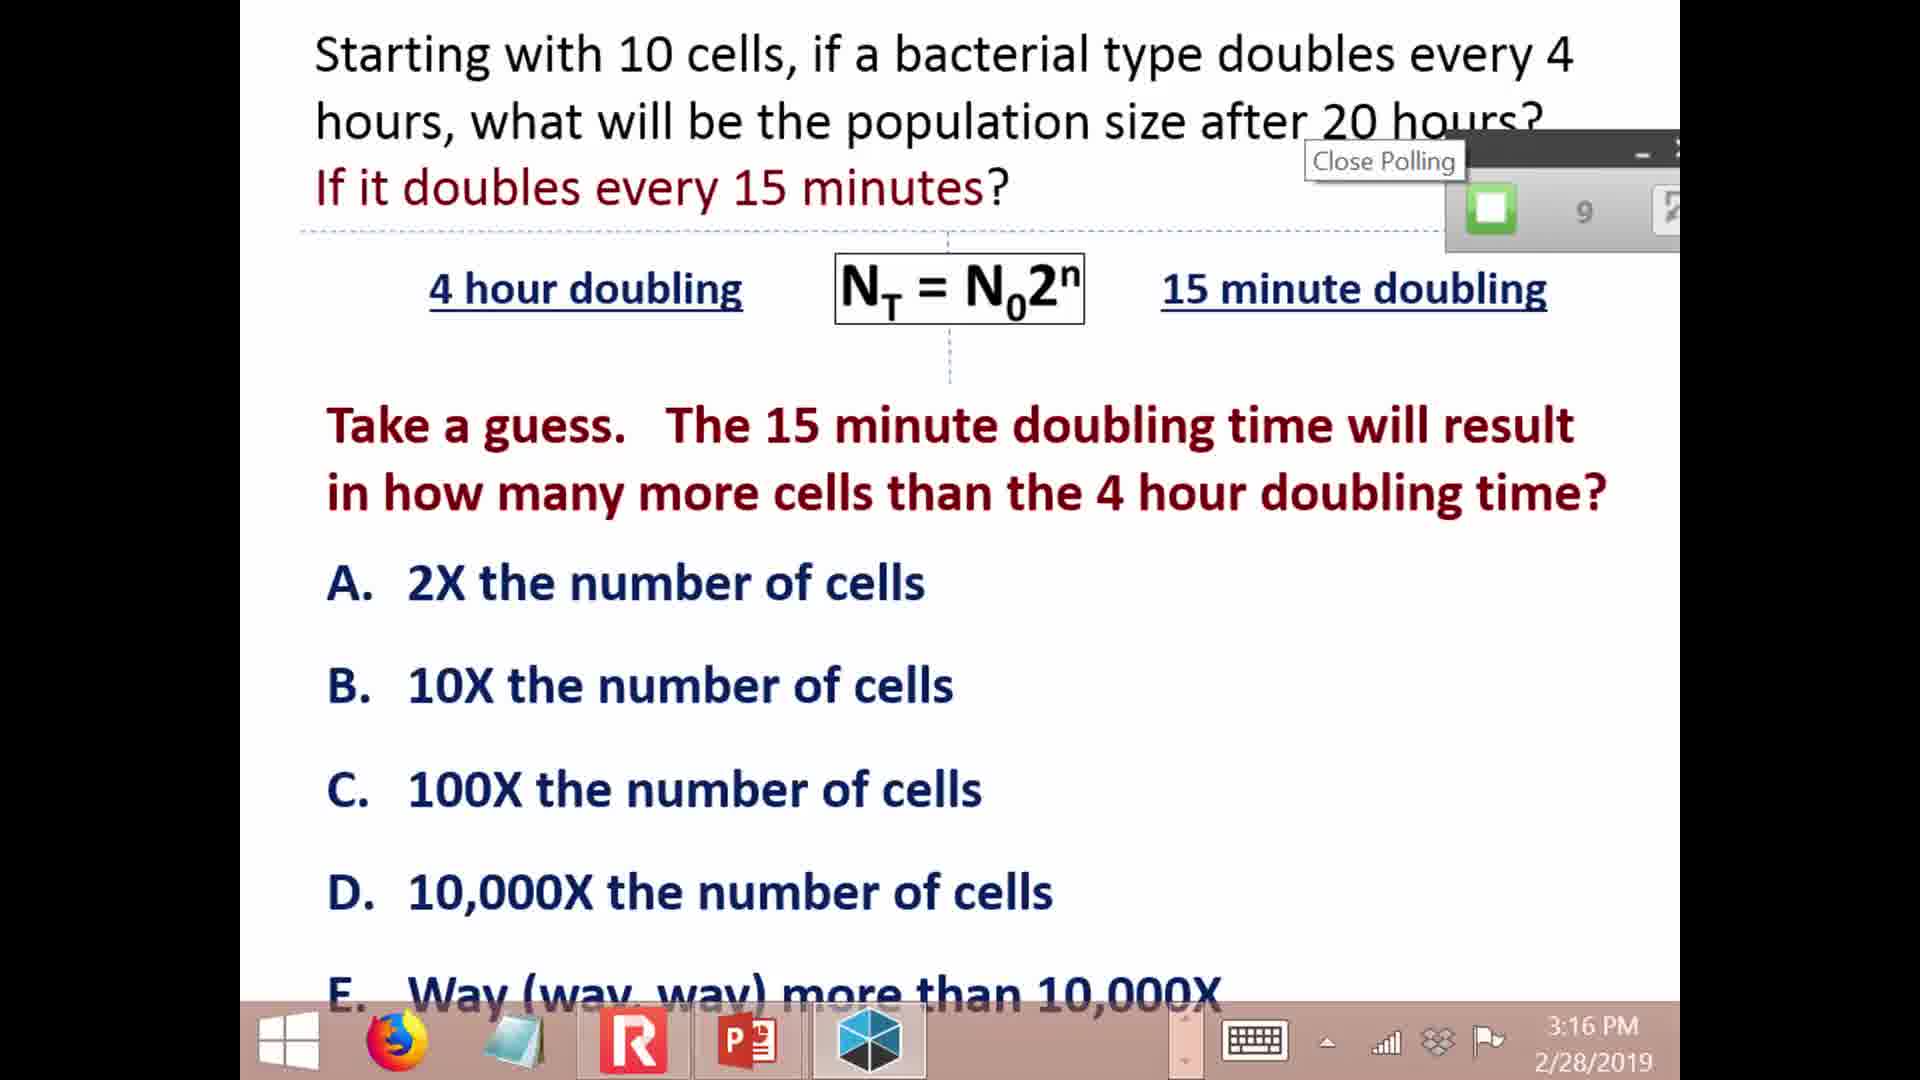 Starting with 10 cells, if a bacterial type doubles every 4
hours, what will be the population size after 20 hours?
If it doubles every 15 minutes?
Close Polling
9
4 hour doubling
N_T = N_0 2^n
15 minute doubling
Take a guess. The 15 minute doubling time will result
in how many more cells than the 4 hour doubling time?
A. 2X the number of cells
B. 10X the number of cells
C. 100X the number of cells
D. 10,000X the number of cells
E. Way (way, way) more than 10,000X
R
P
3:16 PM
2/28/2019